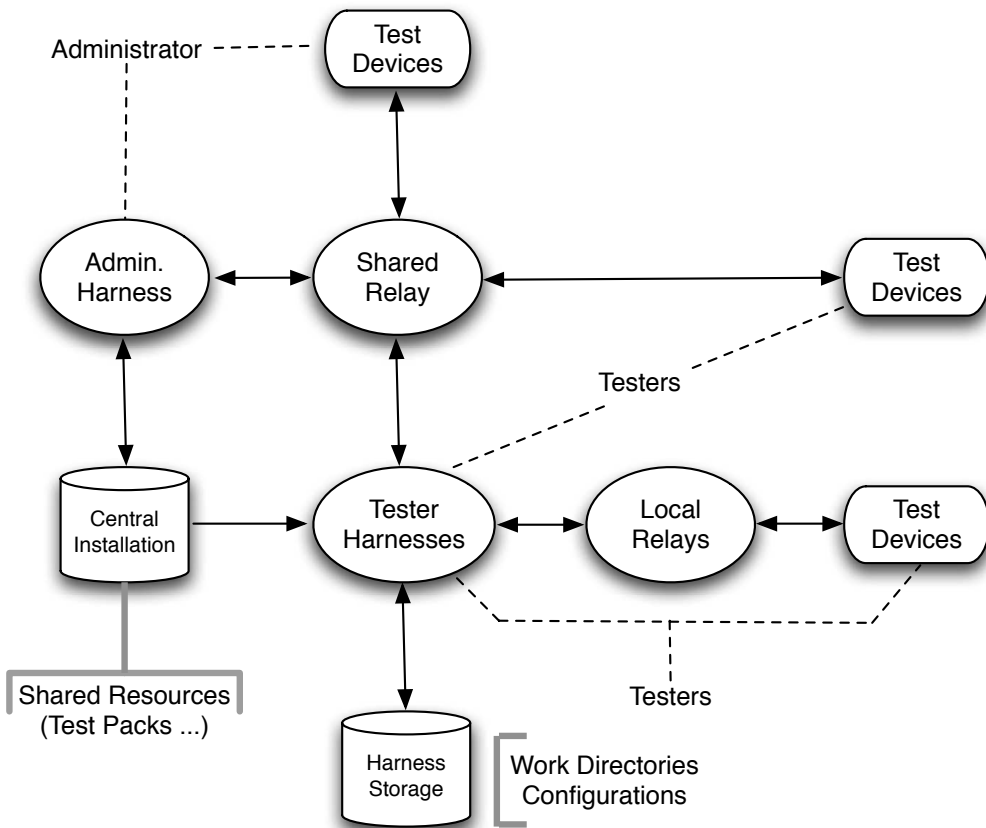 Administrator
Test
Devices
Admin.
Harness
Shared
Relay
Test
Devices
Testers
Central
Installation
Tester
Harnesses
Local
Relays
Test
Devices
Shared Resources
(Test Packs ...)
Testers
Harness
Storage
Work Directories
Configurations